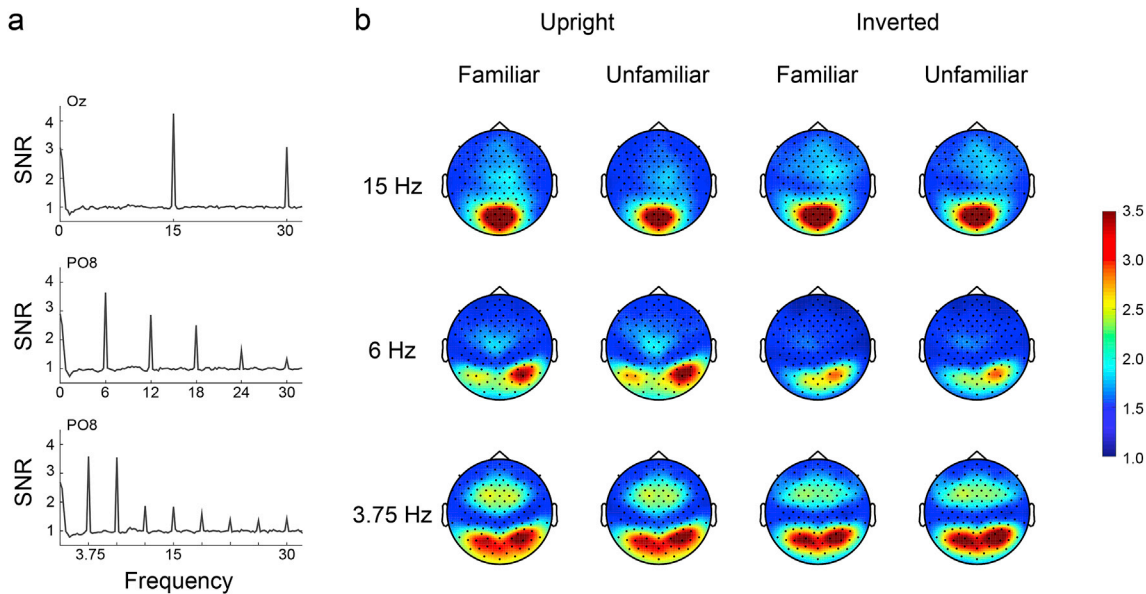 a
b
Upright
Inverted
Familiar
Unfamiliar
Familiar
Unfamiliar
Oz
SNR
4
3
2
1
0
15
30
15 Hz
PO8
SNR
4
3
2
1
0
6
12
18
24
30
6 Hz
PO8
SNR
4
3
2
1
3.75
15
30
3.75 Hz
Frequency
3.5
3.0
2.5
2.0
1.5
1.0